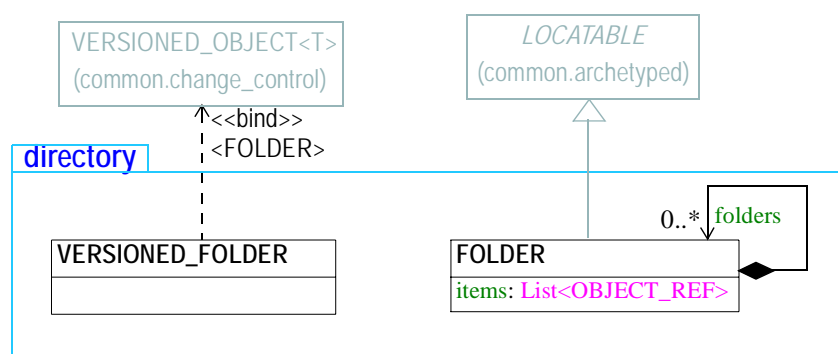 VERSIONED_OBJECT<T>
(common.change_control)
LOCATABLE
(common.archetyped)
<<bind>>
<FOLDER>
directory
0..*
folders
VERSIONED_FOLDER
FOLDER
items: List<OBJECT_REF>